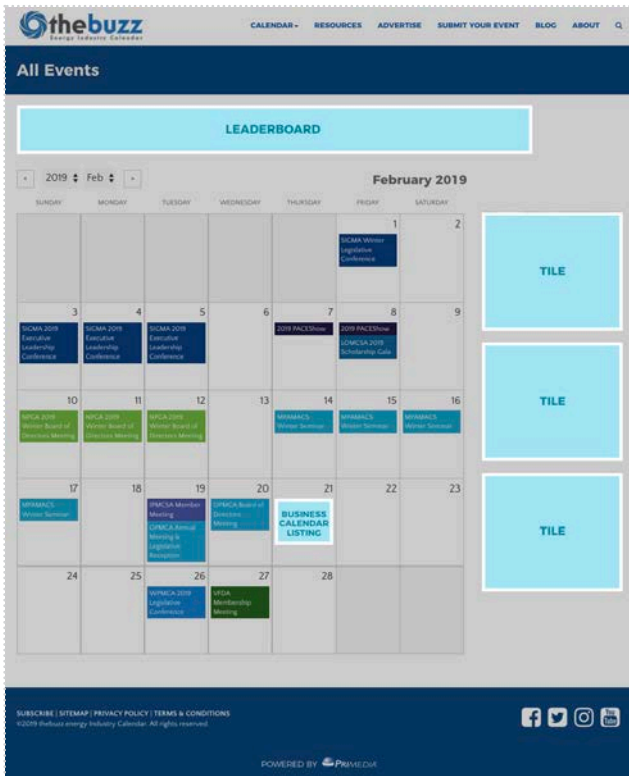 thebuzz
Energy Industry Calendar
CALENDAR RESOURCES ADVERTISE SUBMIT YOUR EVENT BLOG ABOUT
All Events
LEADERBOARD
2019 Feb
February 2019
SUNDAY MONDAY TUESDAY WEDNESDAY THURSDAY FRIDAY SATURDAY
1 2
SIGMA Winter
Legislative
Conference
TILE
3 4 5 6 7 8 9
SIGMA 2019
Executive
Leadership
Conference
SIGMA 2019
Executive
Leadership
Conference
SIGMA 2019
Executive
Leadership
Conference
2019 PACEShow
2019 PACEShow
LOMCSA 2019
Scholarship Gala
TILE
10 11 12 13 14 15 16
NPGA 2019
Winter Board of
Directors Meeting
NPGA 2019
Winter Board of
Directors Meeting
NPGA 2019
Winter Board of
Directors Meeting
MPAMACS
Winter Seminar
MPAMACS
Winter Seminar
MPAMACS
Winter Seminar
17 18 19 20 21 22 23
MPAMACS
Winter Seminar
IPMCSA Member
Meeting
OPMCA Annual
Meeting &
Legislative
Reception
OPMCA Board of
Directors
Meeting
BUSINESS
CALENDAR
LISTING
TILE
24 25 26 27 28
WPMCA 2019
Legislative
Conference
VFDA
Membership
Meeting
SUBSCRIBE | SITEMAP | PRIVACY POLICY | TERMS & CONDITIONS
©2019 thebuzz energy Industry Calendar. All rights reserved
You
Tube
POWERED BY PRIMEDIA